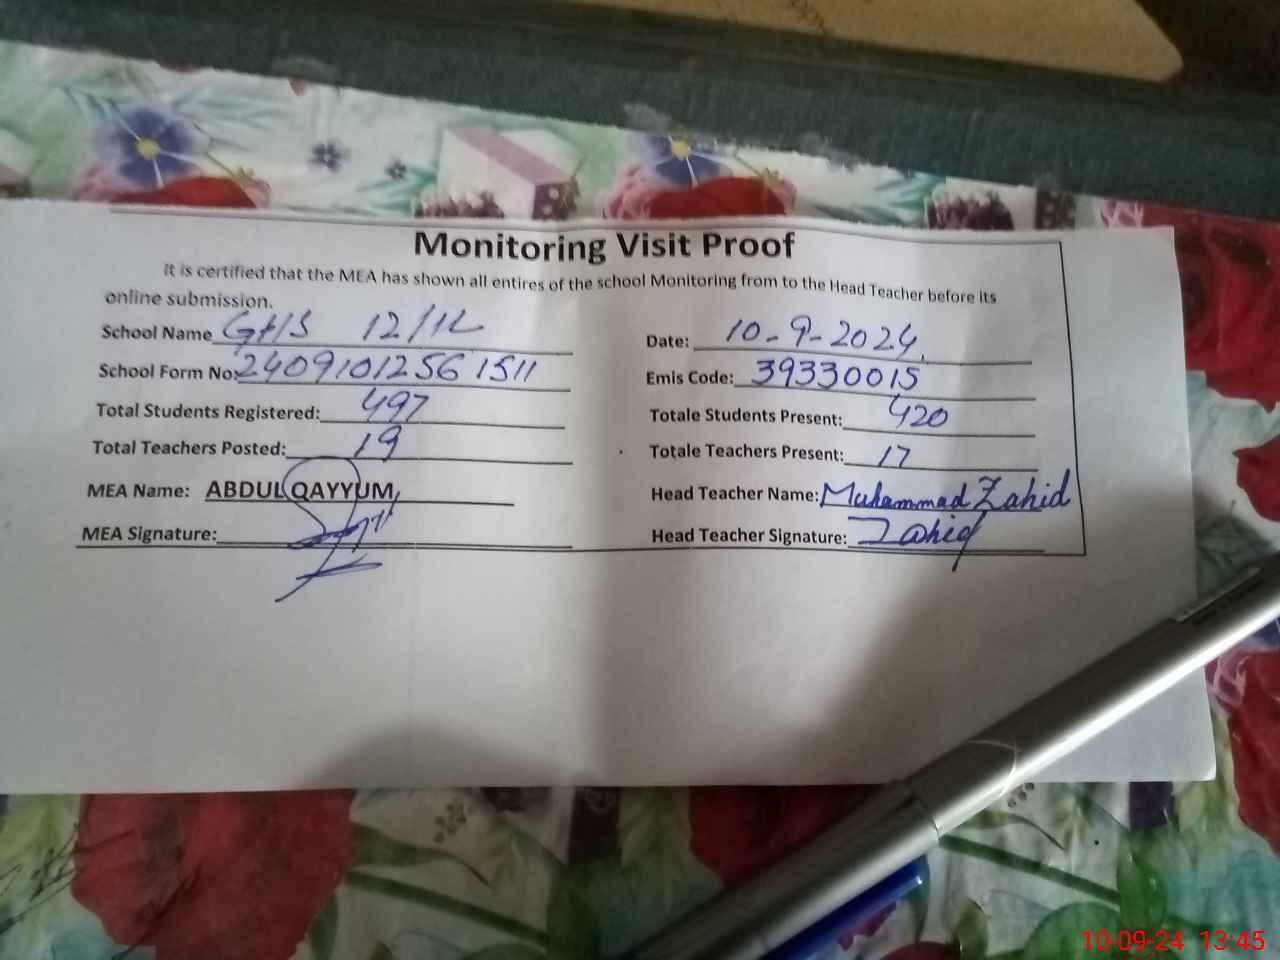 Monitoring Visit Proof
It is certified that the MEA has shown all entires of the school Monitoring from to the Head Teacher before its
online submission.
School Name GHS 12/1L
Date: 10-9-2024.
School Form No: 2409101256 1511
Emis Code: 39330015
Total Students Registered: 497
Totale Students Present: 420
Total Teachers Posted: 19
Totale Teachers Present: 17
MEA Name: ABDUL QAYYUM
Head Teacher Name: Muhammad Zahid
MEA Signature:
Head Teacher Signature: Zahid
10-09-24 13:45